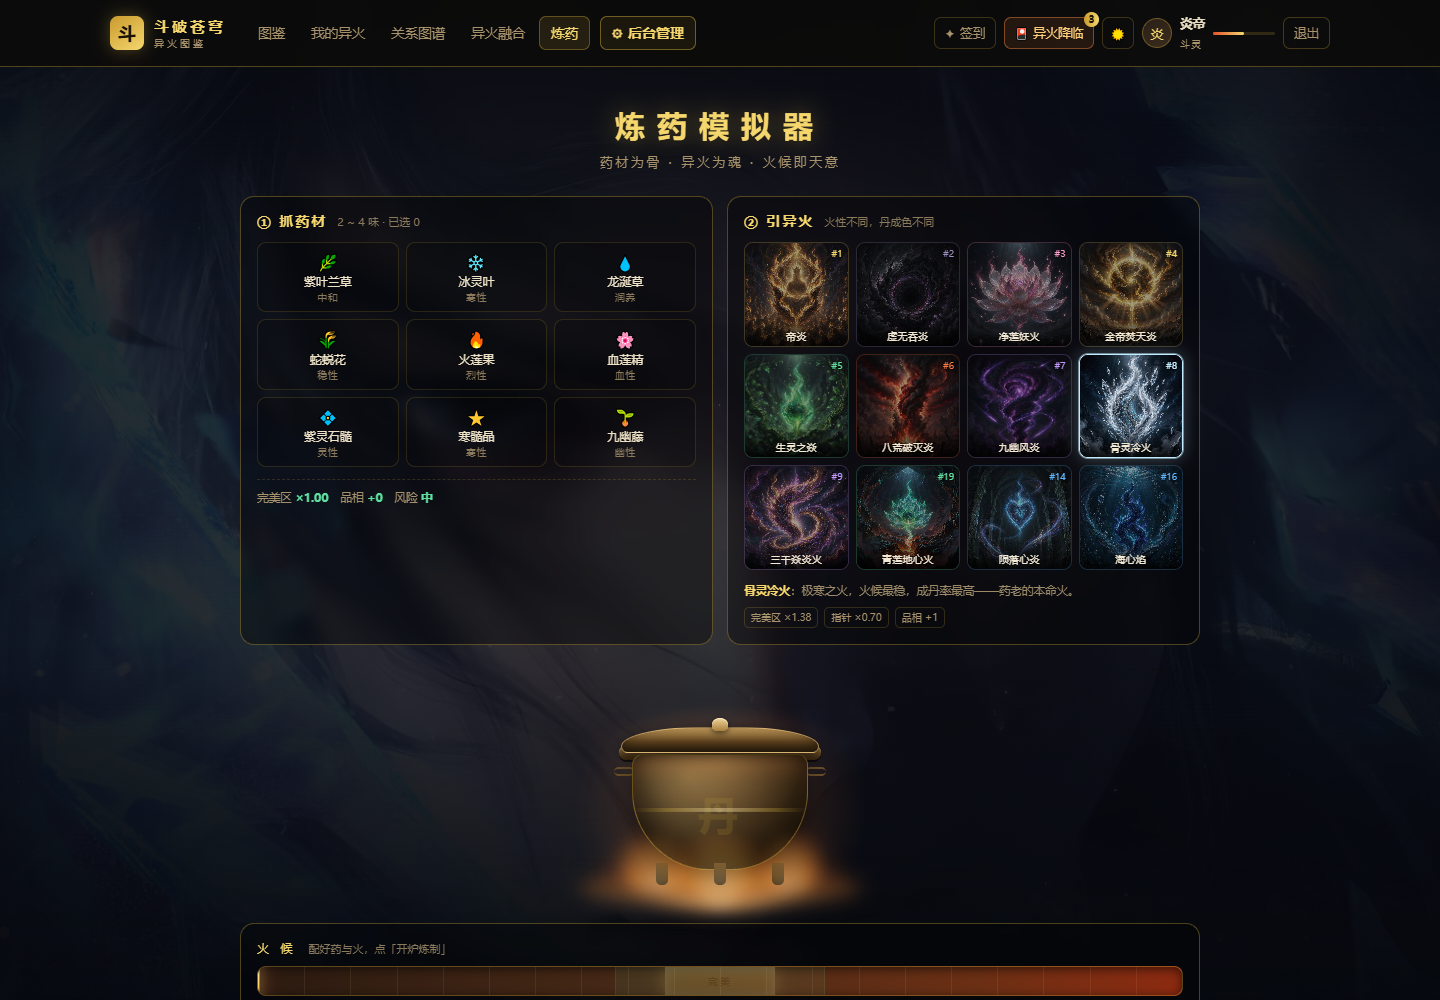 斗
斗破苍穹
异火图鉴
图鉴
我的异火
关系图谱
异火融合
炼药
⚙ 后台管理
✦ 签到
异火降临
3
炎
炎帝
斗灵
退出
炼药模拟器
药材为骨 · 异火为魂 · 火候即天意
① 抓药材 2 ~ 4 味 · 已选 0
紫叶兰草
中和
冰灵叶
寒性
龙涎草
润养
蛇蜕花
稳性
火莲果
烈性
血莲精
血性
紫灵石髓
灵性
寒髓晶
寒性
九幽藤
幽性
完美区 ×1.00 品相 +0 风险 中
② 引异火 火性不同，丹成色不同
#1
帝炎
#2
虚无吞炎
#3
净莲妖火
#4
金帝焚天炎
#5
生灵之焱
#6
八荒破灭炎
#7
九幽风炎
#8
骨灵冷火
#9
三千焱炎火
#19
青莲地心火
#14
陨落心炎
#16
海心焰
骨灵冷火：极寒之火，火候最稳，成丹率最高——药老的本命火。
完美区 ×1.38
指针 ×0.70
品相 +1
丹
火候 配好药与火，点「开炉炼制」
完美